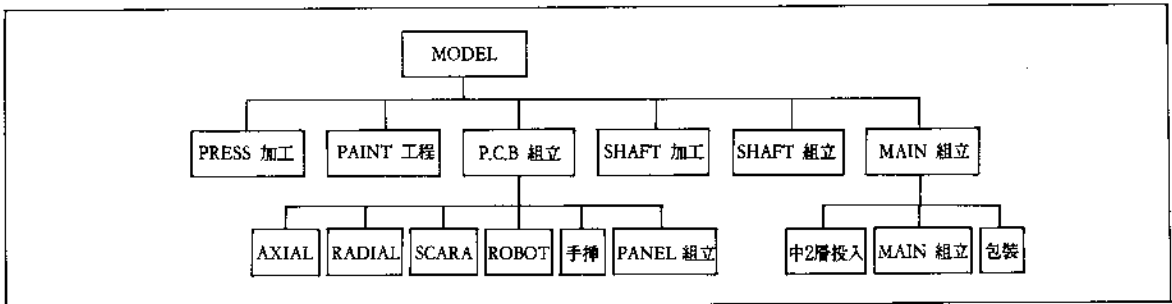 MODEL
PRESS 加工
PAINT 工程
P.C.B 組立
SHAFT 加工
SHAFT 組立
MAIN 組立
AXIAL
RADIAL
SCARA
ROBOT
手揷
PANEL 組立
中2層投入
MAIN 組立
包裝